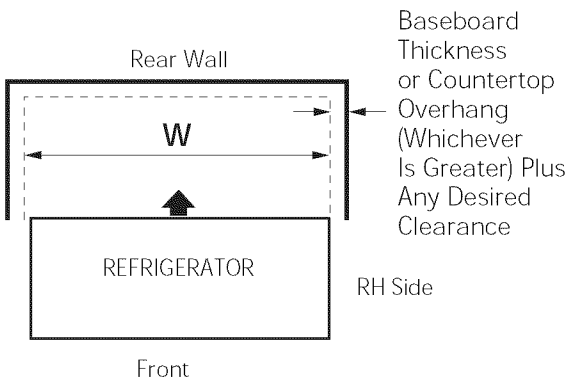 Rear Wall
Baseboard
Thickness
or Countertop
Overhang
(Whichever
Is Greater) Plus
Any Desired
Clearance
W
REFRIGERATOR
RH Side
Front